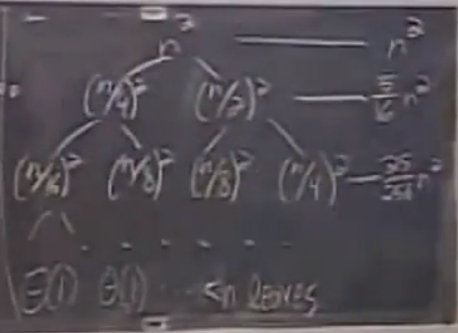 n² n²
(n/4)² (n/2)² 5/16 n²
(n/16)² (n/8)² (n/8)² (n/4)² 25/256 n²
Θ(1) Θ(1) ... <n leaves